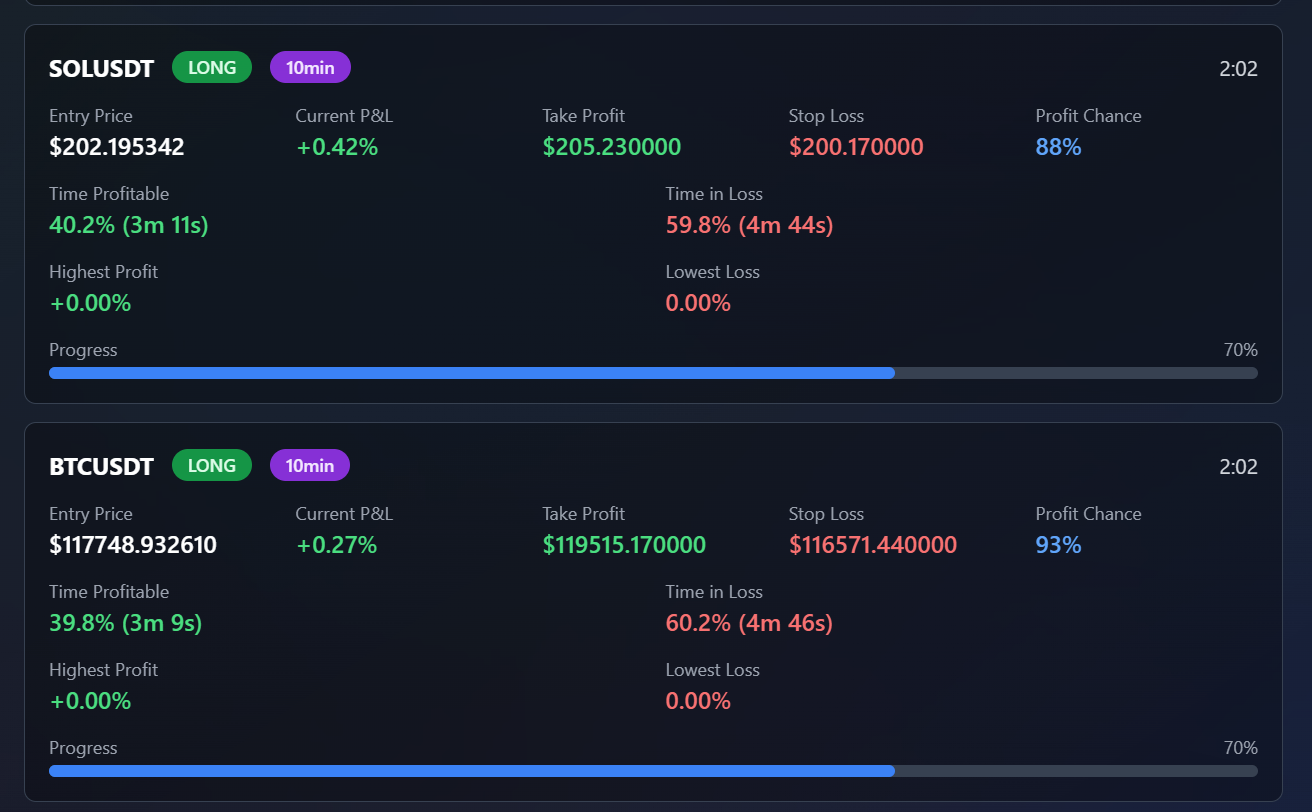 SOLUSDT LONG 10min 2:02
Entry Price Current P&L Take Profit Stop Loss Profit Chance
$202.195342 +0.42% $205.230000 $200.170000 88%
Time Profitable Time in Loss
40.2% (3m 11s) 59.8% (4m 44s)
Highest Profit Lowest Loss
+0.00% 0.00%
Progress 70%
BTCUSDT LONG 10min 2:02
Entry Price Current P&L Take Profit Stop Loss Profit Chance
$117748.932610 +0.27% $119515.170000 $116571.440000 93%
Time Profitable Time in Loss
39.8% (3m 9s) 60.2% (4m 46s)
Highest Profit Lowest Loss
+0.00% 0.00%
Progress 70%